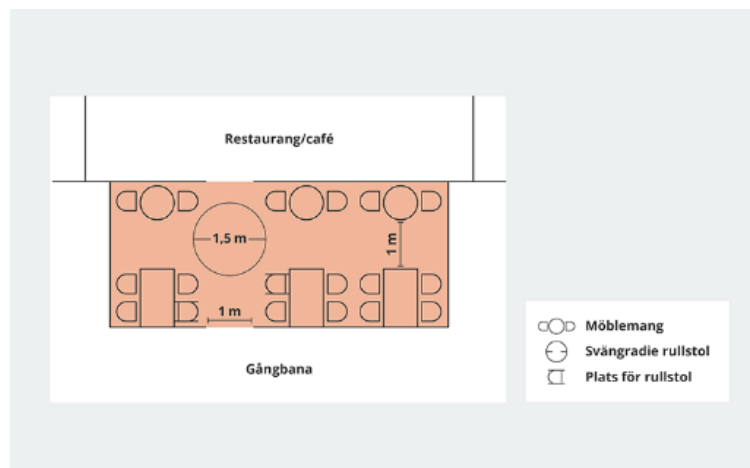 Restaurang/café
1,5 m
1 m
1 m
Gångbana
Möblemang
Svängradie rullstol
Plats för rullstol